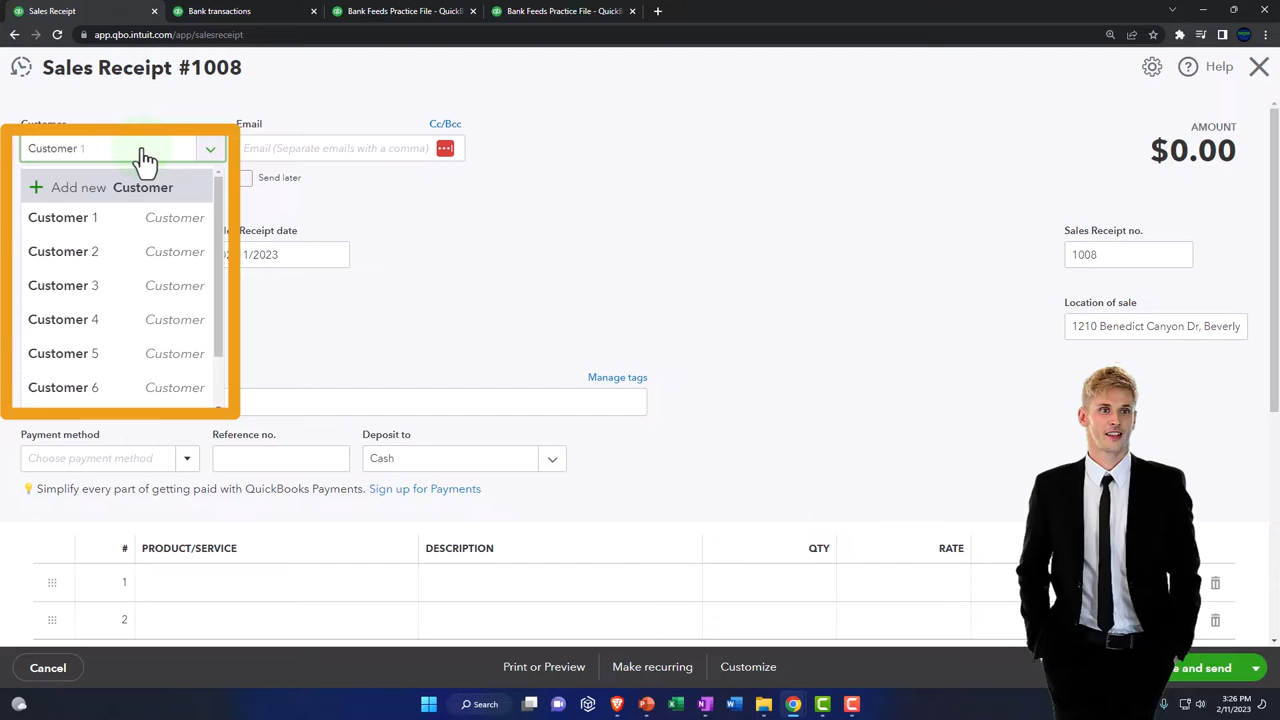 Sales Receipt
Bank transactions
Bank Feeds Practice File - QuickB
Bank Feeds Practice File - QuickB
app.qbo.intuit.com/app/salesreceipt
Sales Receipt #1008
Help
Customer
Email
Cc/Bcc
AMOUNT
Customer 1
Email (Separate emails with a comma)
$0.00
Add new Customer
Send later
Customer 1 Customer
Customer 2 Customer
Customer 3 Customer
Customer 4 Customer
Customer 5 Customer
Customer 6 Customer
Receipt date
Sales Receipt no.
1008
Location of sale
1210 Benedict Canyon Dr, Beverly
Manage tags
Payment method
Reference no.
Deposit to
Choose payment method
Cash
Simplify every part of getting paid with QuickBooks Payments. Sign up for Payments
# PRODUCT/SERVICE DESCRIPTION QTY RATE
1
2
Cancel
Print or Preview
Make recurring
Customize
and send
Search
3:26 PM
2/11/2023